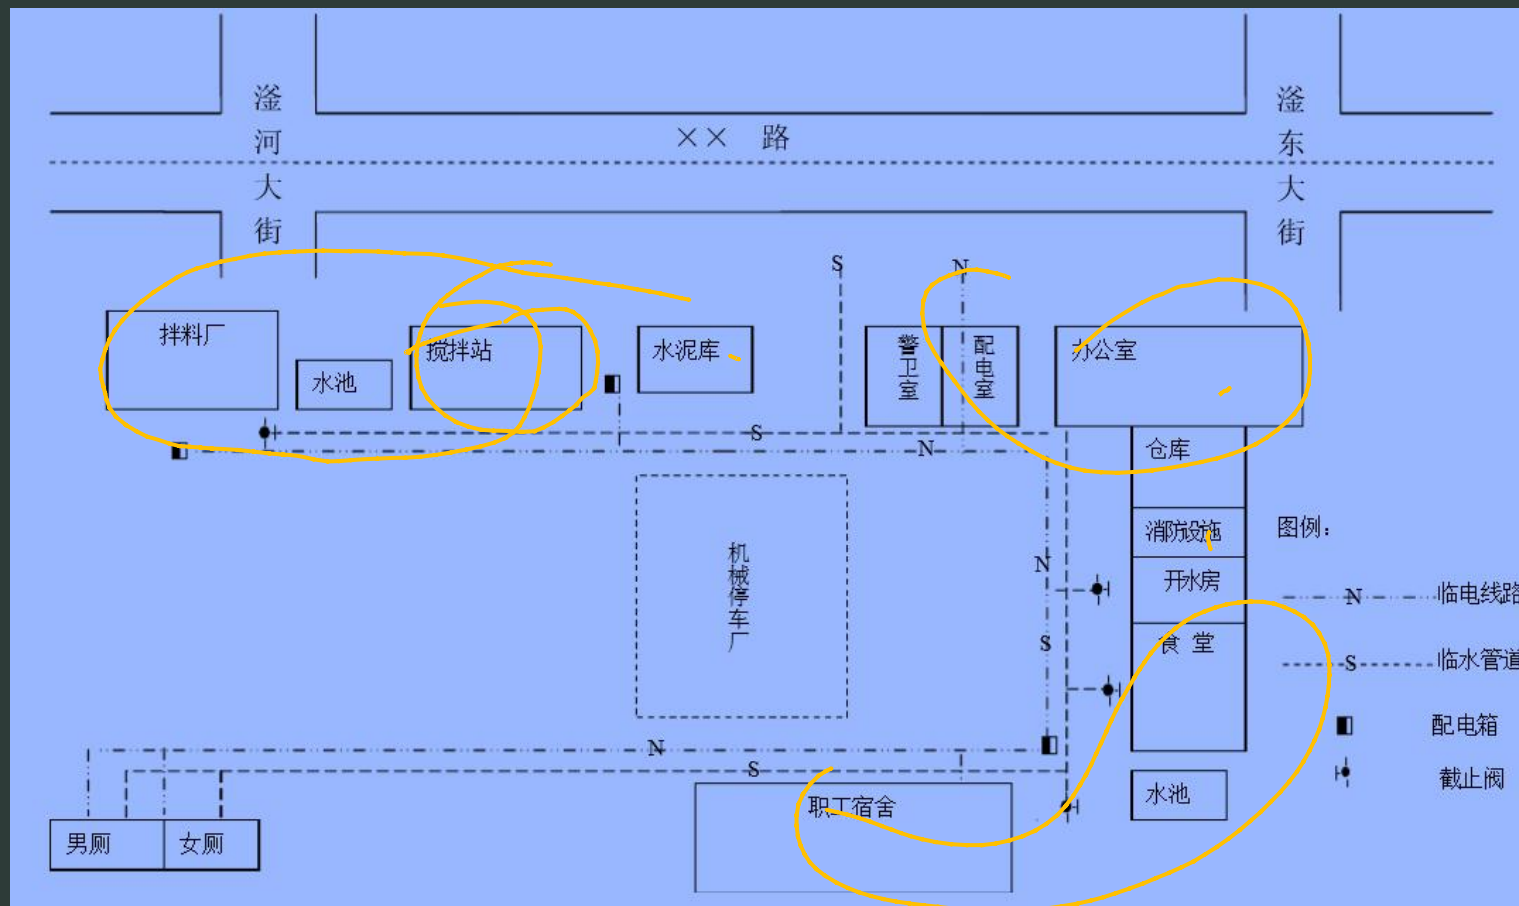 滏河大街
×× 路
滏东大街
S
N
拌料厂
水池
搅拌站
水泥库
警卫室
配电室
办公室
S
N
仓库
消防设施
图例：
机械停车厂
N
开水房
N
临电线路
S
食 堂
S
临水管道
N
配电箱
S
截止阀
职工宿舍
水池
男厕
女厕